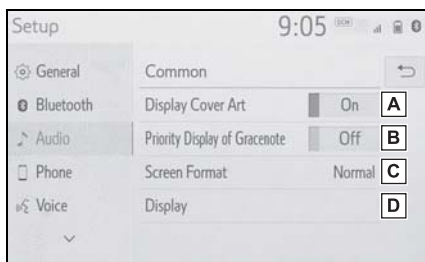 Setup
9:05
DCM
General
Common
Bluetooth
Display Cover Art
On
A
Audio
Priority Display of Gracenote
Off
B
Phone
Screen Format
Normal
C
Voice
Display
D